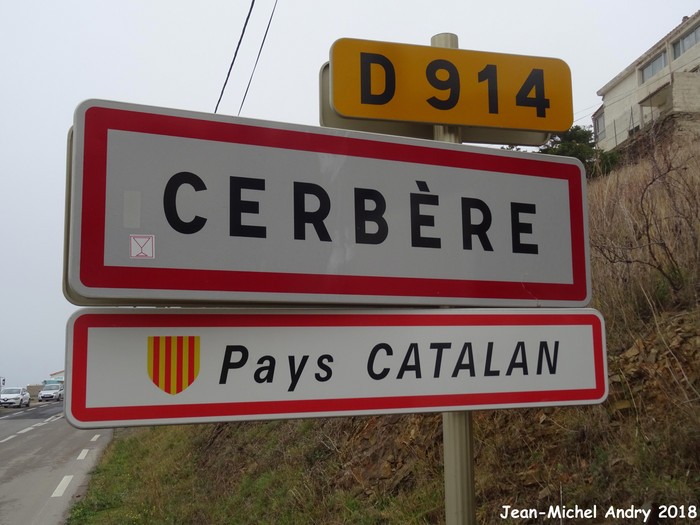 D 914
CERBÈRE
Pays CATALAN
Jean-Michel Andry 2018